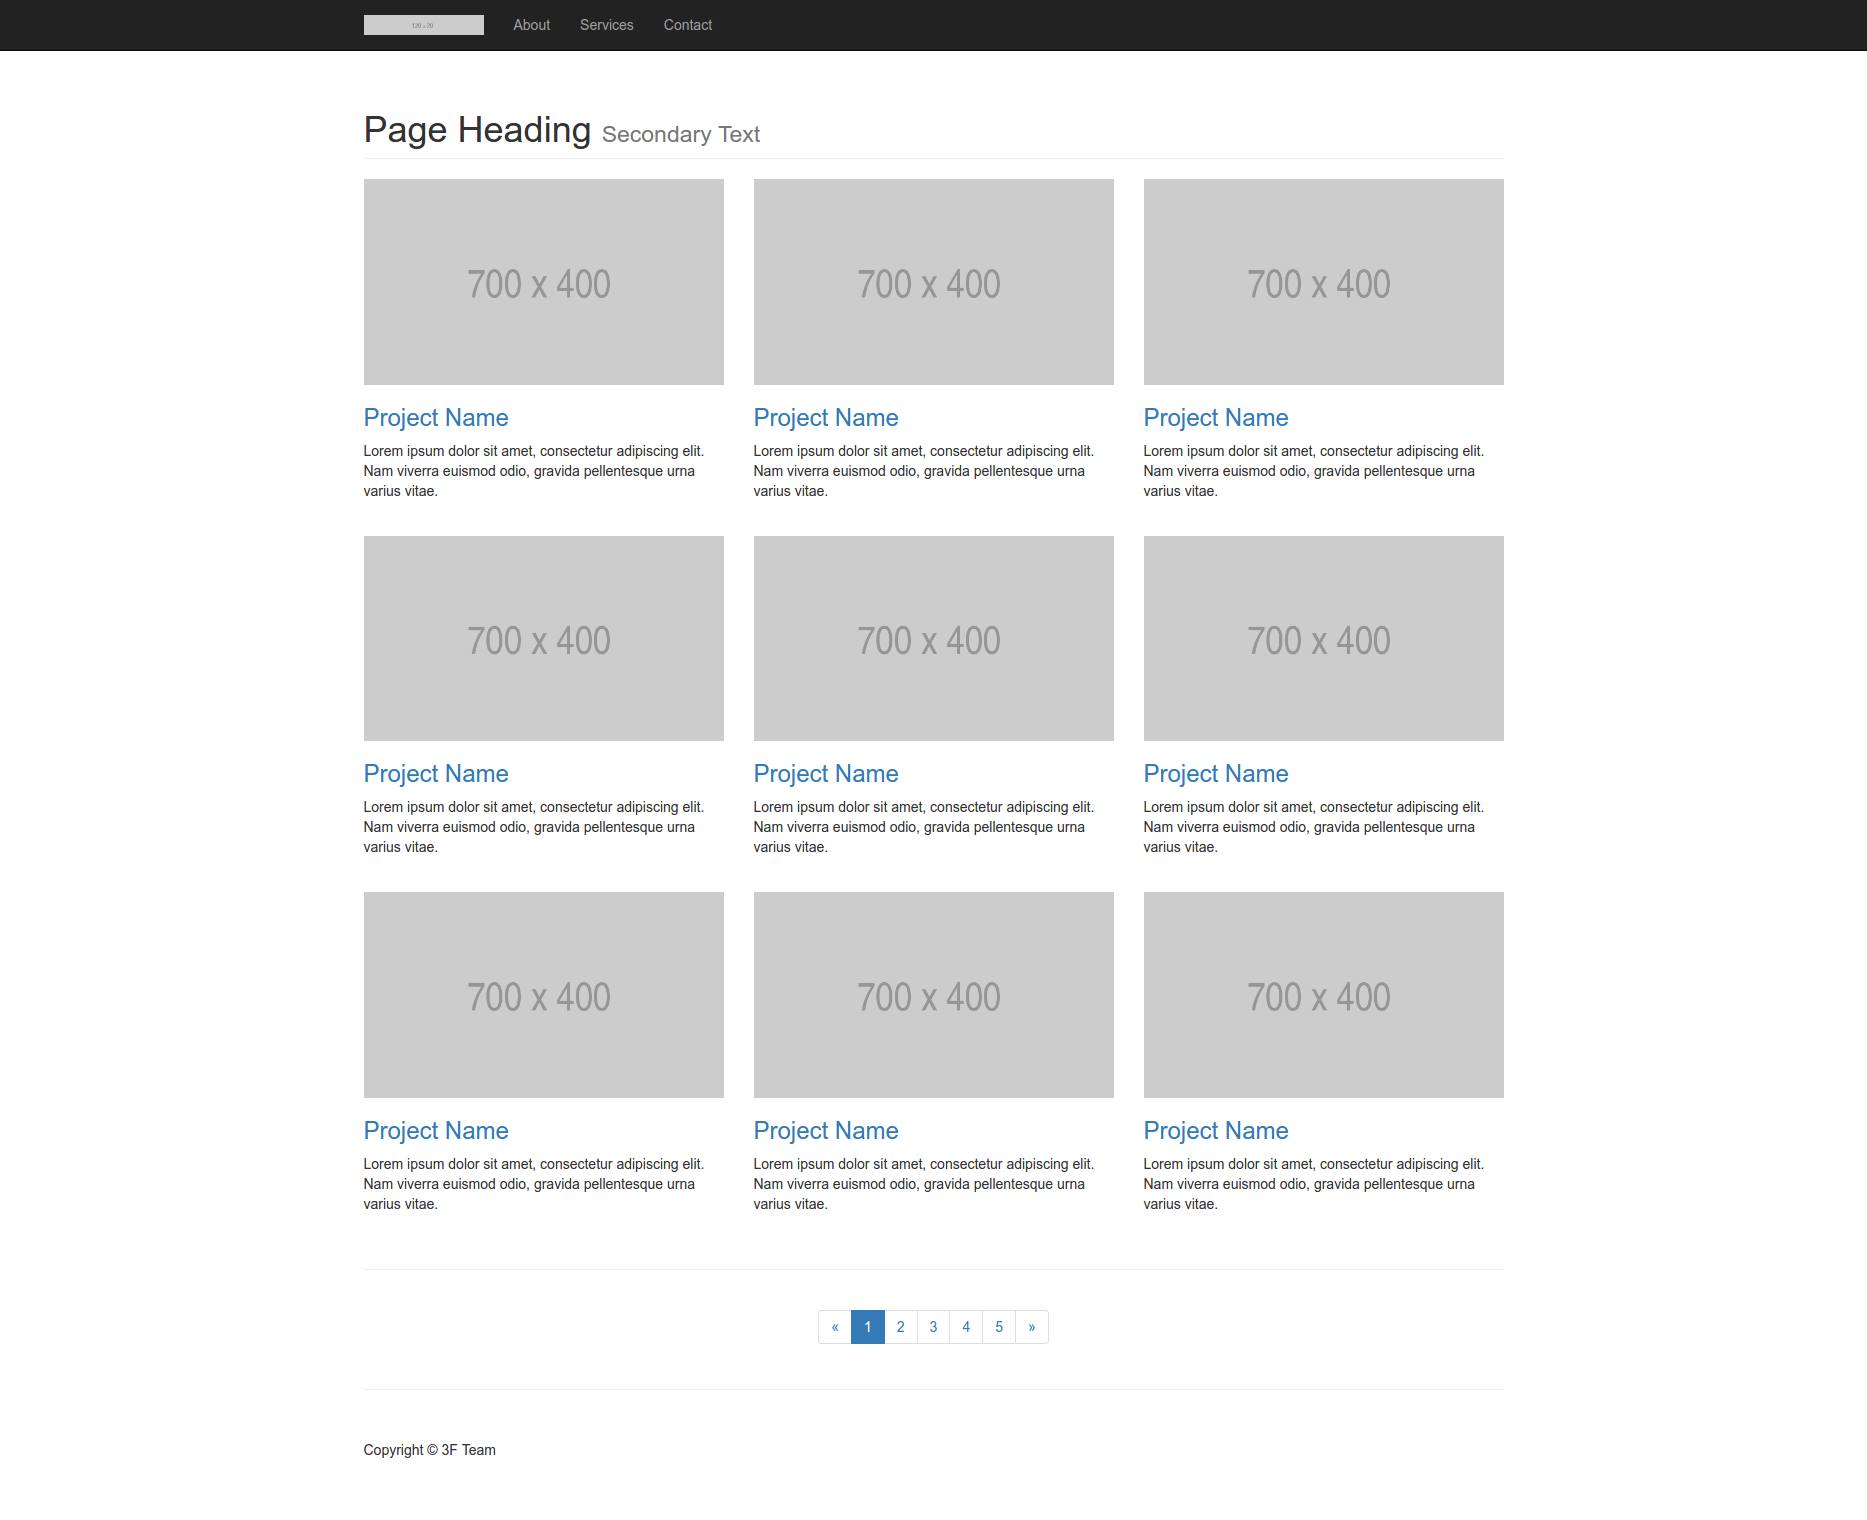 120 x 20
About
Services
Contact
Page Heading Secondary Text
700 x 400
700 x 400
700 x 400
Project Name
Lorem ipsum dolor sit amet, consectetur adipiscing elit.
Nam viverra euismod odio, gravida pellentesque urna
varius vitae.
Project Name
Lorem ipsum dolor sit amet, consectetur adipiscing elit.
Nam viverra euismod odio, gravida pellentesque urna
varius vitae.
Project Name
Lorem ipsum dolor sit amet, consectetur adipiscing elit.
Nam viverra euismod odio, gravida pellentesque urna
varius vitae.
700 x 400
700 x 400
700 x 400
Project Name
Lorem ipsum dolor sit amet, consectetur adipiscing elit.
Nam viverra euismod odio, gravida pellentesque urna
varius vitae.
Project Name
Lorem ipsum dolor sit amet, consectetur adipiscing elit.
Nam viverra euismod odio, gravida pellentesque urna
varius vitae.
Project Name
Lorem ipsum dolor sit amet, consectetur adipiscing elit.
Nam viverra euismod odio, gravida pellentesque urna
varius vitae.
700 x 400
700 x 400
700 x 400
Project Name
Lorem ipsum dolor sit amet, consectetur adipiscing elit.
Nam viverra euismod odio, gravida pellentesque urna
varius vitae.
Project Name
Lorem ipsum dolor sit amet, consectetur adipiscing elit.
Nam viverra euismod odio, gravida pellentesque urna
varius vitae.
Project Name
Lorem ipsum dolor sit amet, consectetur adipiscing elit.
Nam viverra euismod odio, gravida pellentesque urna
varius vitae.
« 1 2 3 4 5 »
Copyright © 3F Team